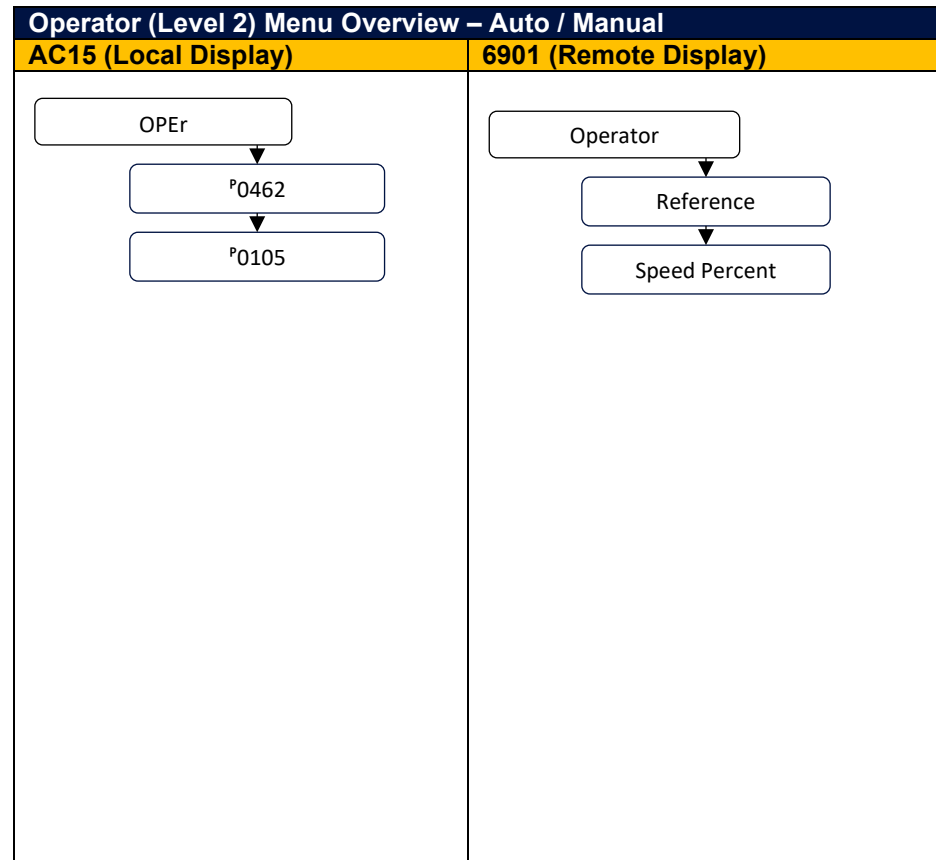 Operator (Level 2) Menu Overview – Auto / Manual
AC15 (Local Display)
6901 (Remote Display)
OPEr
ᴾ0462
ᴾ0105
Operator
Reference
Speed Percent